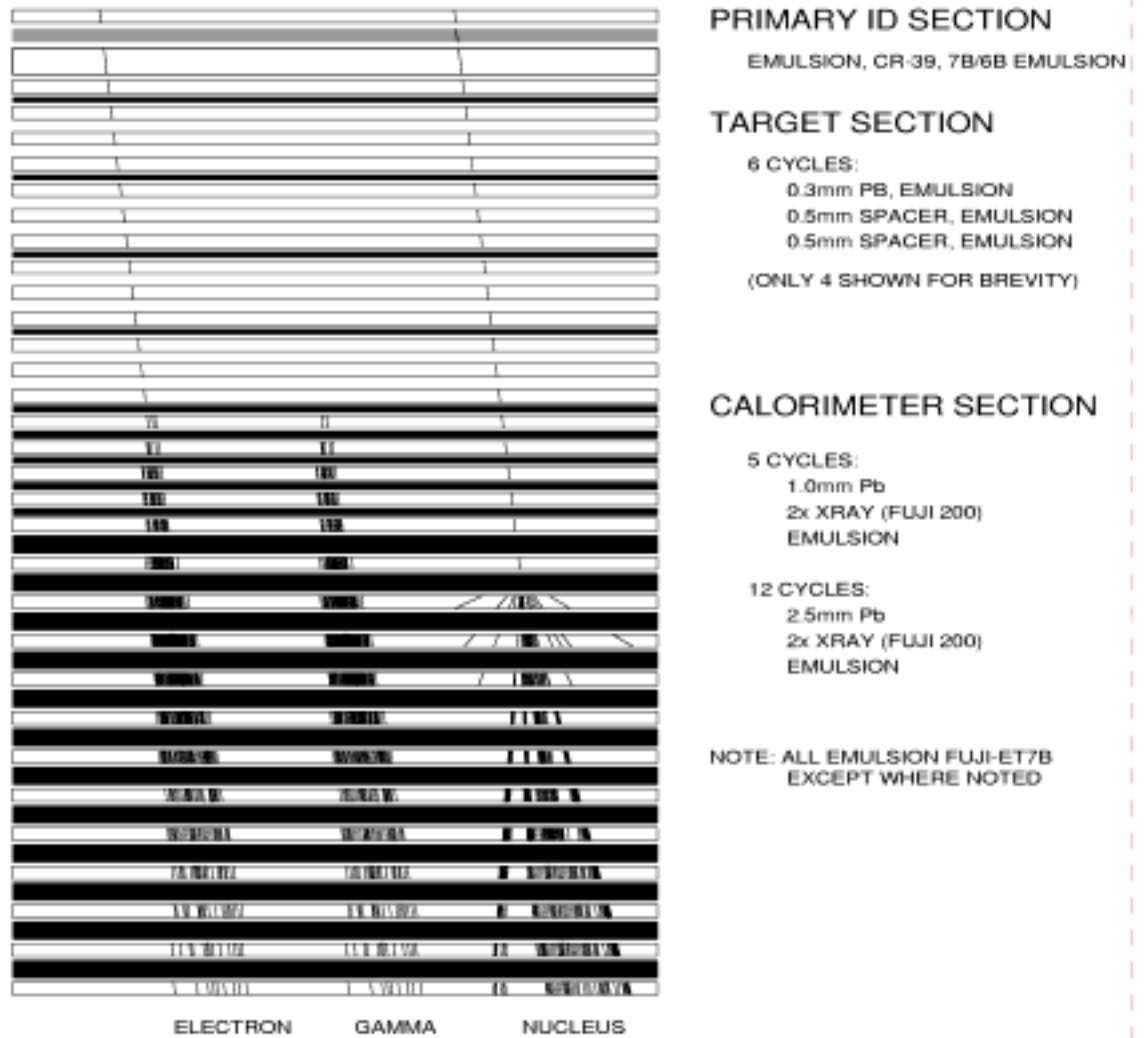 PRIMARY ID SECTION
EMULSION, CR-39, 7B/6B EMULSION
TARGET SECTION
6 CYCLES:
0.3mm PB, EMULSION
0.5mm SPACER, EMULSION
0.5mm SPACER, EMULSION
(ONLY 4 SHOWN FOR BREVITY)
CALORIMETER SECTION
5 CYCLES:
1.0mm Pb
2x XRAY (FUJI 200)
EMULSION
12 CYCLES:
2.5mm Pb
2x XRAY (FUJI 200)
EMULSION
NOTE: ALL EMULSION FUJI-ET7B
EXCEPT WHERE NOTED
ELECTRON GAMMA NUCLEUS